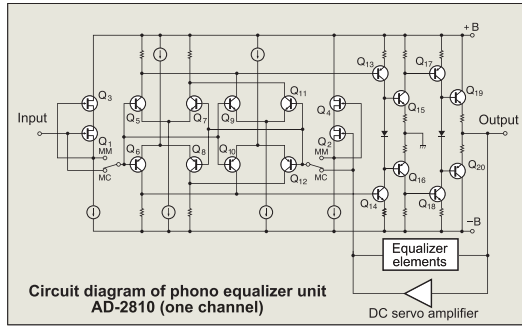 +B
Q13
Q17
Q3
Q11
Q4
Q19
Q5
Q7
Q9
Q15
Input
Output
Q1
Q2
MM
Q6
Q8
Q10
MM
Q16
Q20
MC
Q12
MC
Q14
Q18
−B
Equalizer
elements
Circuit diagram of phono equalizer unit
AD-2810 (one channel)
DC servo amplifier